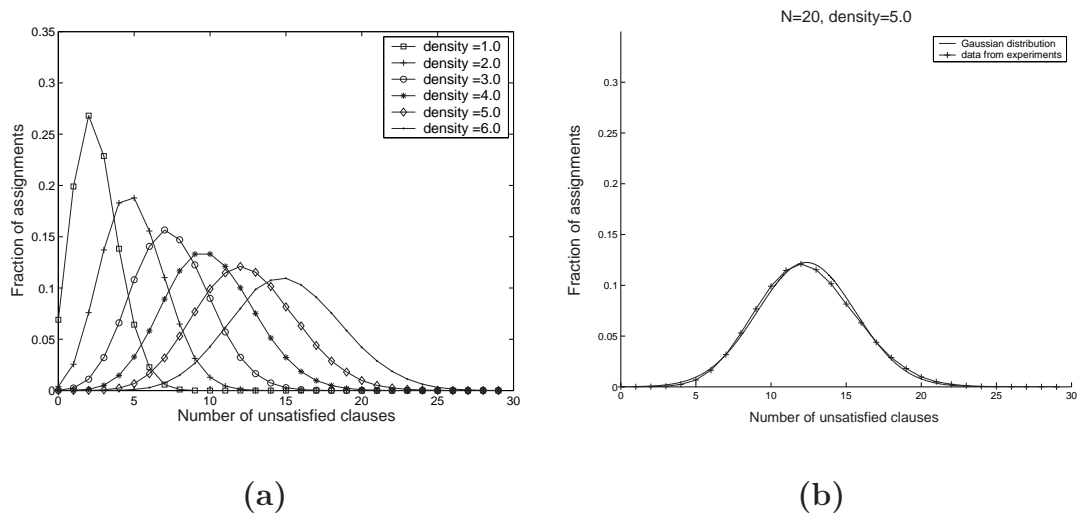 0.35
0.3
0.25
0.2
0.15
0.1
0.05
0
Fraction of assignments
0 5 10 15 20 25 30
Number of unsatisfied clauses
density =1.0
density =2.0
density =3.0
density =4.0
density =5.0
density =6.0
(a)
N=20, density=5.0
Gaussian distribution
data from experiments
0.3
0.25
0.2
0.15
0.1
0.05
0
Fraction of assignments
0 5 10 15 20 25 30
Number of unsatisfied clauses
(b)